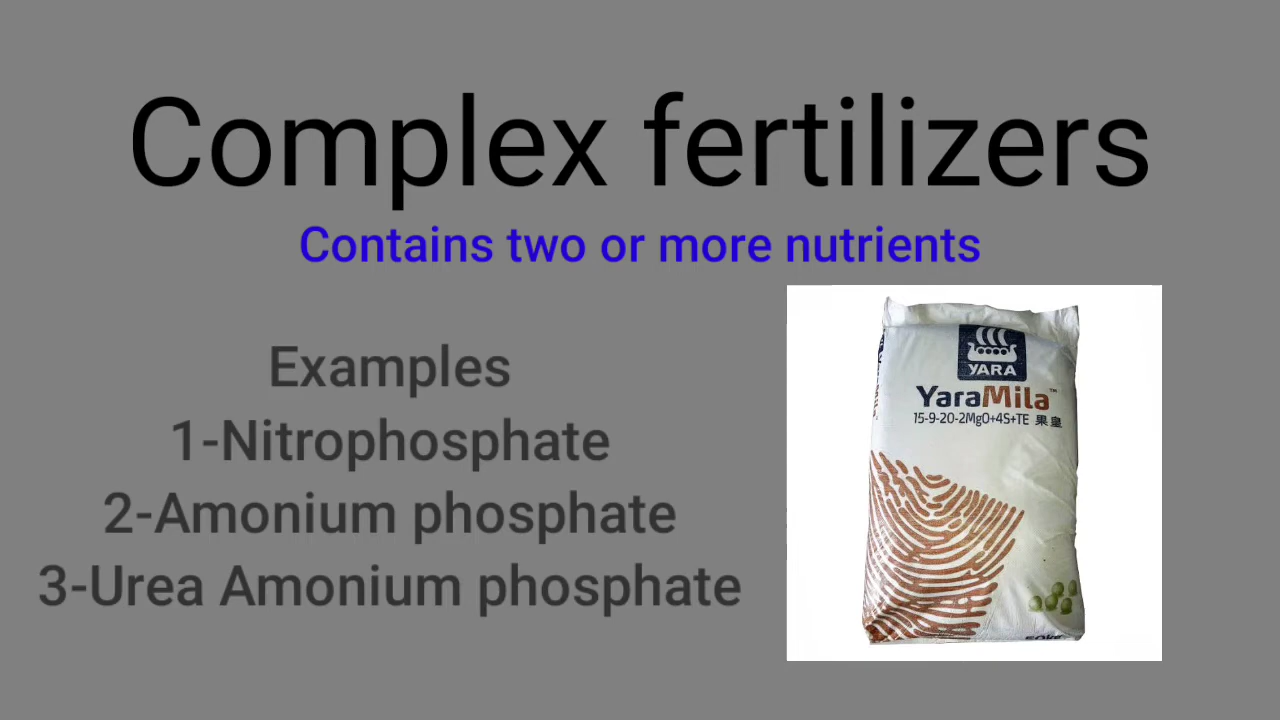 Complex fertilizers
Contains two or more nutrients
Examples
1-Nitrophosphate
2-Amonium phosphate
3-Urea Amonium phosphate
YARA
YaraMila™
15-9-20-2MgO+4S+TE 果皇